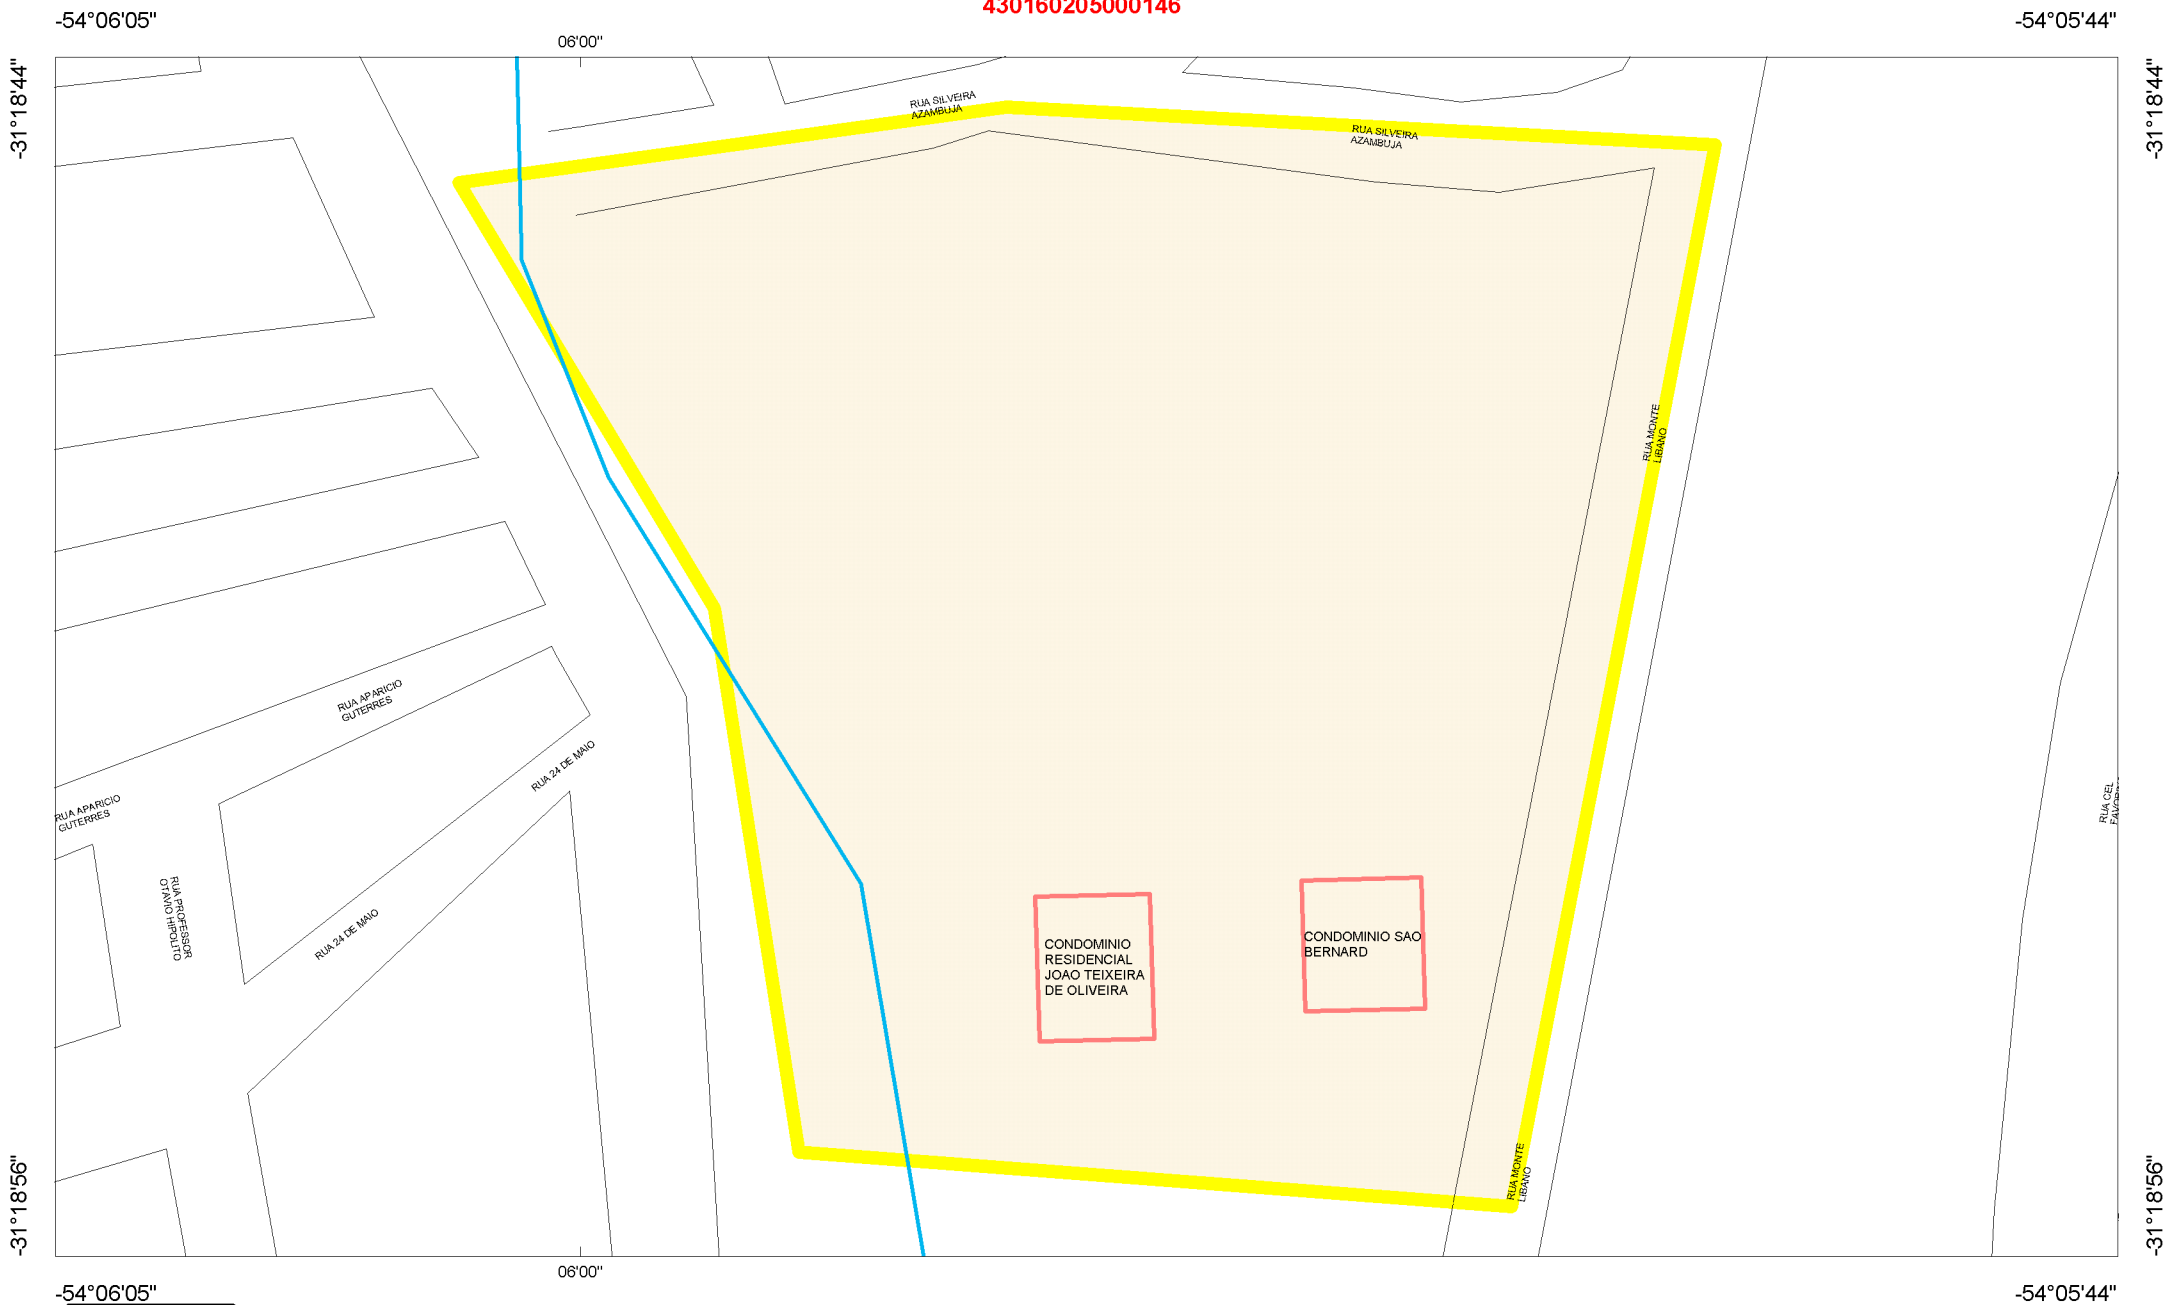 430160205000146
-54°06'05"
-54°05'44"
06'00"
-31°18'44"
-31°18'44"
RUA SILVEIRA
AZAMBUJA
RUA SILVEIRA
AZAMBUJA
RUA MONTE
LIBANO
RUA APARICIO
GUTERRES
RUA 24 DE MAIO
RUA APARICIO
GUTERRES
RUA CEL
RUA PROFESSOR
OTAVIO HIPOLITO
RUA 24 DE MAIO
CONDOMINIO
RESIDENCIAL
JOAO TEIXEIRA
DE OLIVEIRA
CONDOMINIO SAO
BERNARD
RUA MONTE
LIBANO
-31°18'56"
-31°18'56"
06'00"
-54°06'05"
-54°05'44"